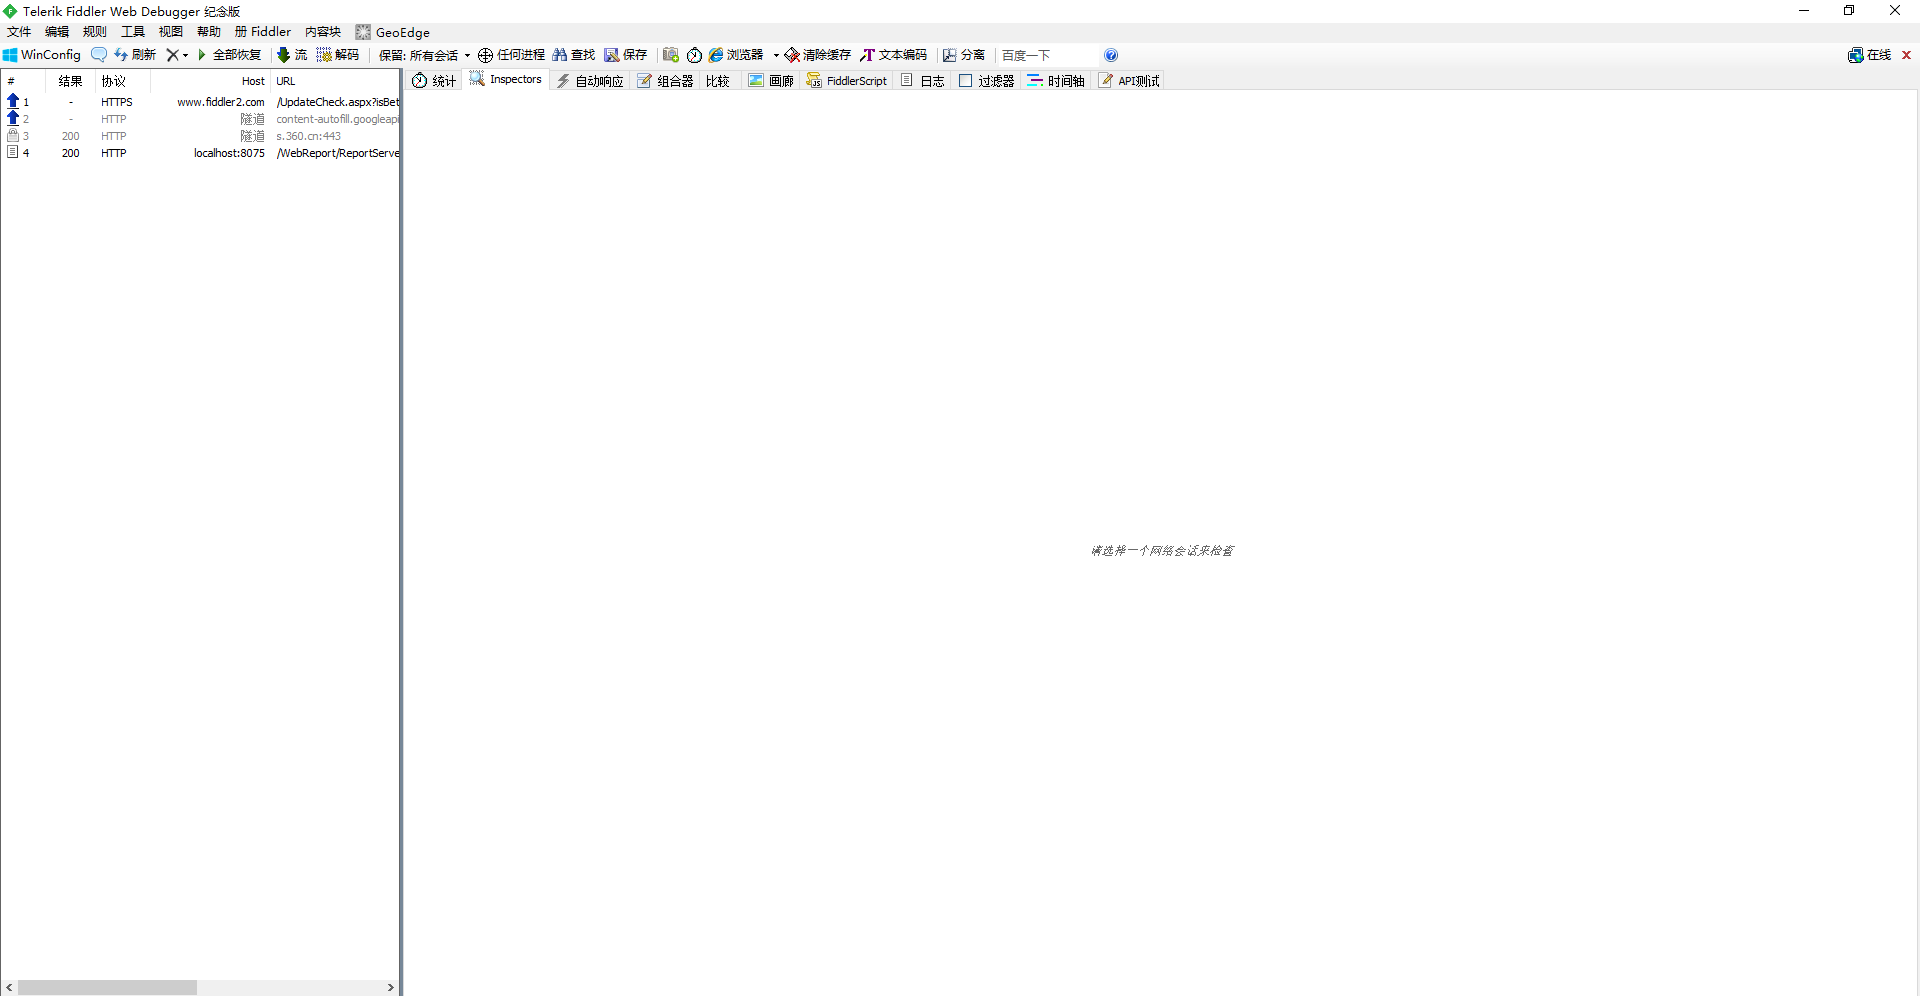 Telerik Fiddler Web Debugger 纪念版
文件 编辑 规则 工具 视图 帮助 册 Fiddler 内容块 GeoEdge
WinConfig 刷新 全部恢复 流 解码 保留: 所有会话 任何进程 查找 保存 浏览器 清除缓存 文本编码 分离 百度一下 在线
# 结果 协议 Host URL
统计 Inspectors 自动响应 组合器 比较 画廊 FiddlerScript 日志 过滤器 时间轴 API测试
1 - HTTPS www.fiddler2.com /UpdateCheck.aspx?isBet
2 - HTTP 隧道 content-autofill.googleapi
3 200 HTTP 隧道 s.360.cn:443
4 200 HTTP localhost:8075 /WebReport/ReportServe
请选择一个网络会话来检查